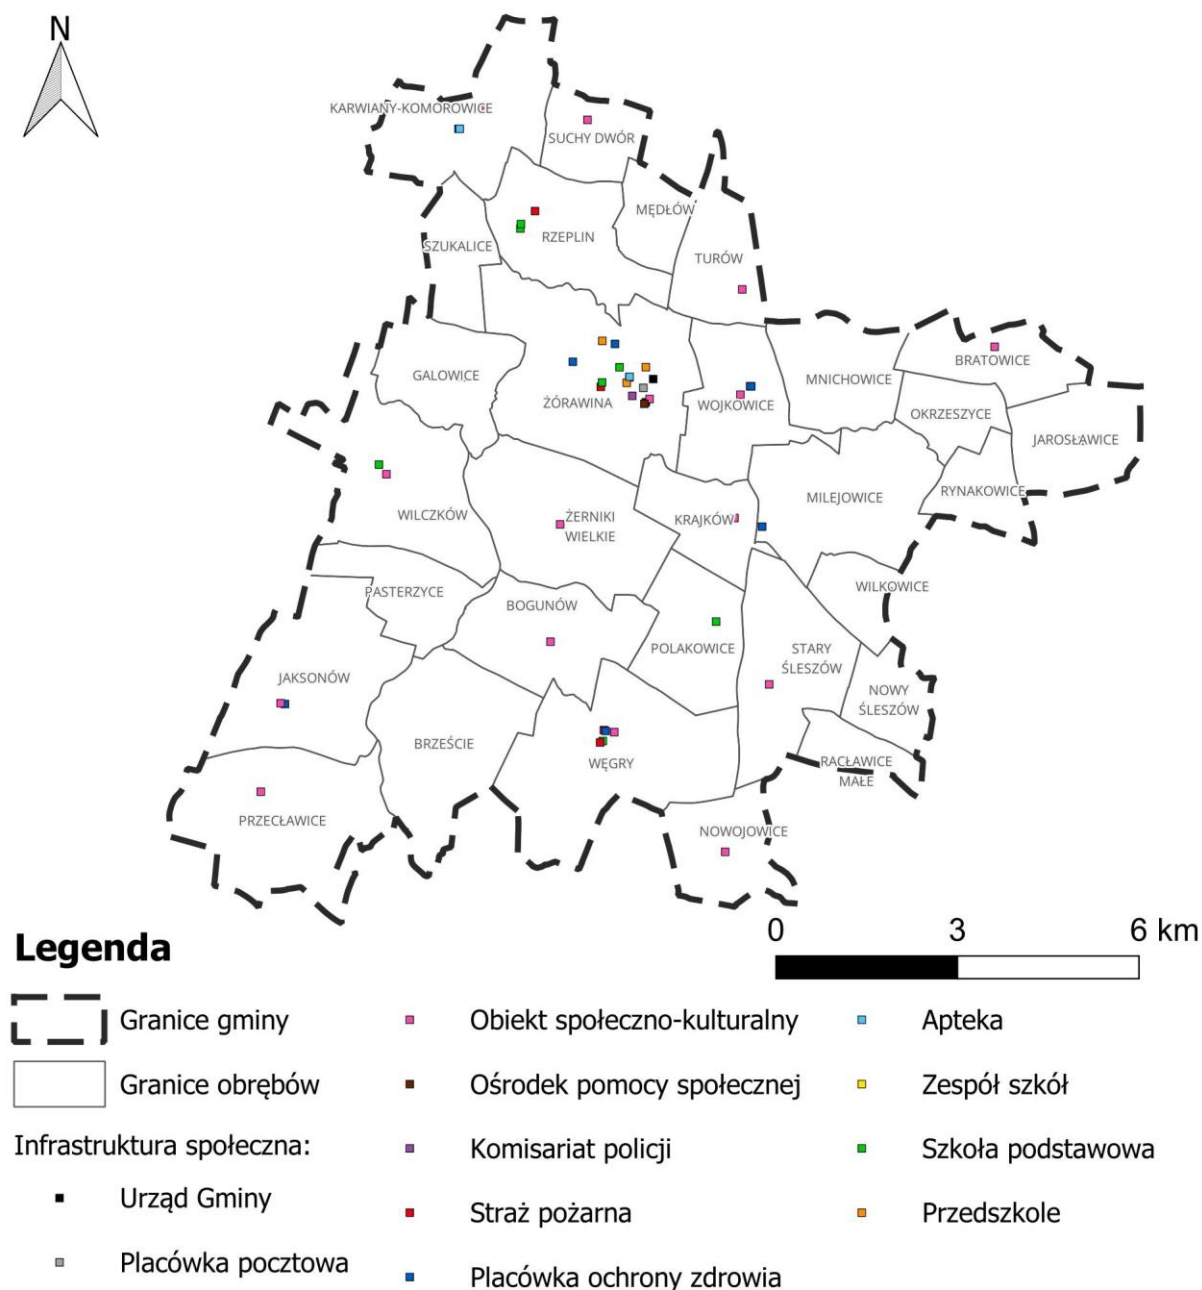 N
KARWIANY-KOMOROWICE
SUCHY DWÓR
MĘDŁÓW
RZEPLIN
SZUKALICE
TURÓW
BRATOWICE
GALOWICE
MNICHOWICE
ŻÓRAWINA
WOJKOWICE
OKRZESZYCE
JAROSŁAWICE
RYNAKOWICE
MILEJOWICE
WILCZKÓW
ŻERNIKI
WIELKIE
KRAJKÓW
WILKOWICE
PASTERZYCE
BOGUNÓW
POLAKOWICE
STARY
ŚLESZÓW
JAKSONÓW
NOWY
ŚLESZÓW
BRZEŚCIE
WĘGRY
RACŁAWICE
MAŁE
PRZECŁAWICE
NOWOJOWICE
0 3 6 km
Legenda
Granice gminy
Granice obrębów
Infrastruktura społeczna:
Urząd Gminy
Placówka pocztowa
Obiekt społeczno-kulturalny
Ośrodek pomocy społecznej
Komisariat policji
Straż pożarna
Placówka ochrony zdrowia
Apteka
Zespół szkół
Szkoła podstawowa
Przedszkole